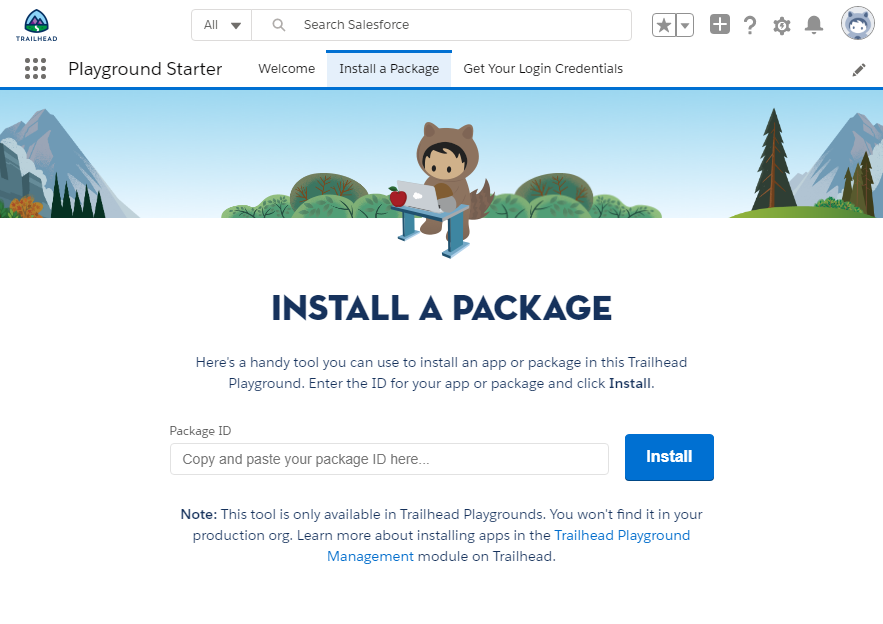 TRAILHEAD
All
Search Salesforce
Playground Starter
Welcome
Install a Package
Get Your Login Credentials
INSTALL A PACKAGE
Here's a handy tool you can use to install an app or package in this Trailhead
Playground. Enter the ID for your app or package and click Install.
Package ID
Copy and paste your package ID here...
Install
Note: This tool is only available in Trailhead Playgrounds. You won't find it in your
production org. Learn more about installing apps in the Trailhead Playground
Management module on Trailhead.